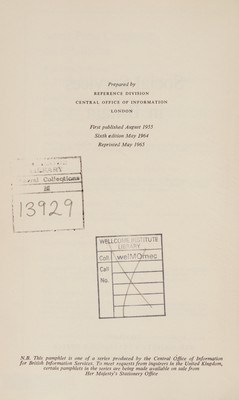 Prepared by
REFERENCE DIVISION
CENTRAL OFFICE OF INFORMATION
LONDON
First published August 1955
Sixth edition May 1964
Reprinted May 1965
LIBRARY
General Collections
M
13929
WELLCOME INSTITUTE
LIBRARY
Coll. welMOmec
Call
No.
N.B. This pamphlet is one of a series produced by the Central Office of Information
for British Information Services. To meet requests from inquirers in the United Kingdom,
certain pamphlets in the series are being made available on sale from
Her Majesty's Stationery Office